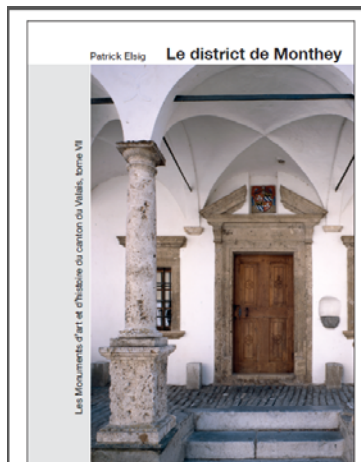 Patrick Elsig Le district de Monthey
Les Monuments d'art et d'histoire du canton du Valais, tome VII